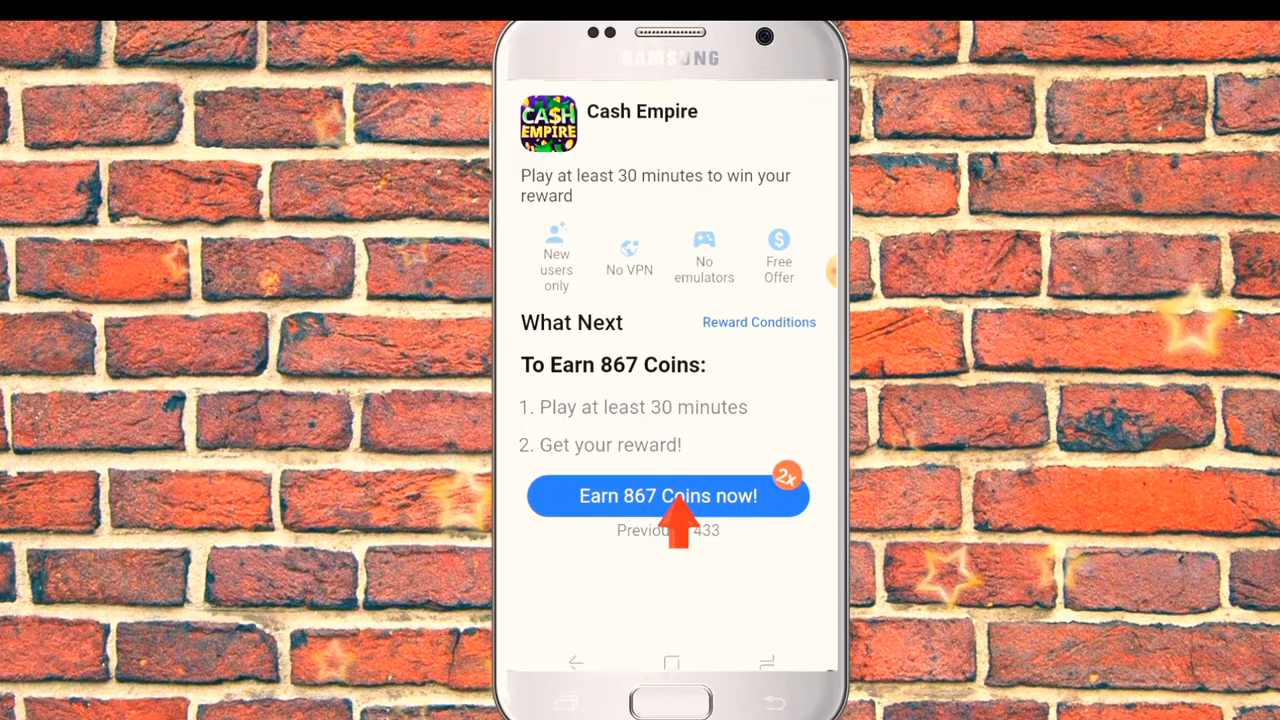 SAMSUNG
CA$H
EMPIRE
Cash Empire
Play at least 30 minutes to win your
reward
New
users
only
No VPN
No
emulators
Free
Offer
What Next
Reward Conditions
To Earn 867 Coins:
1. Play at least 30 minutes
2. Get your reward!
2x
Earn 867 Coins now!
433